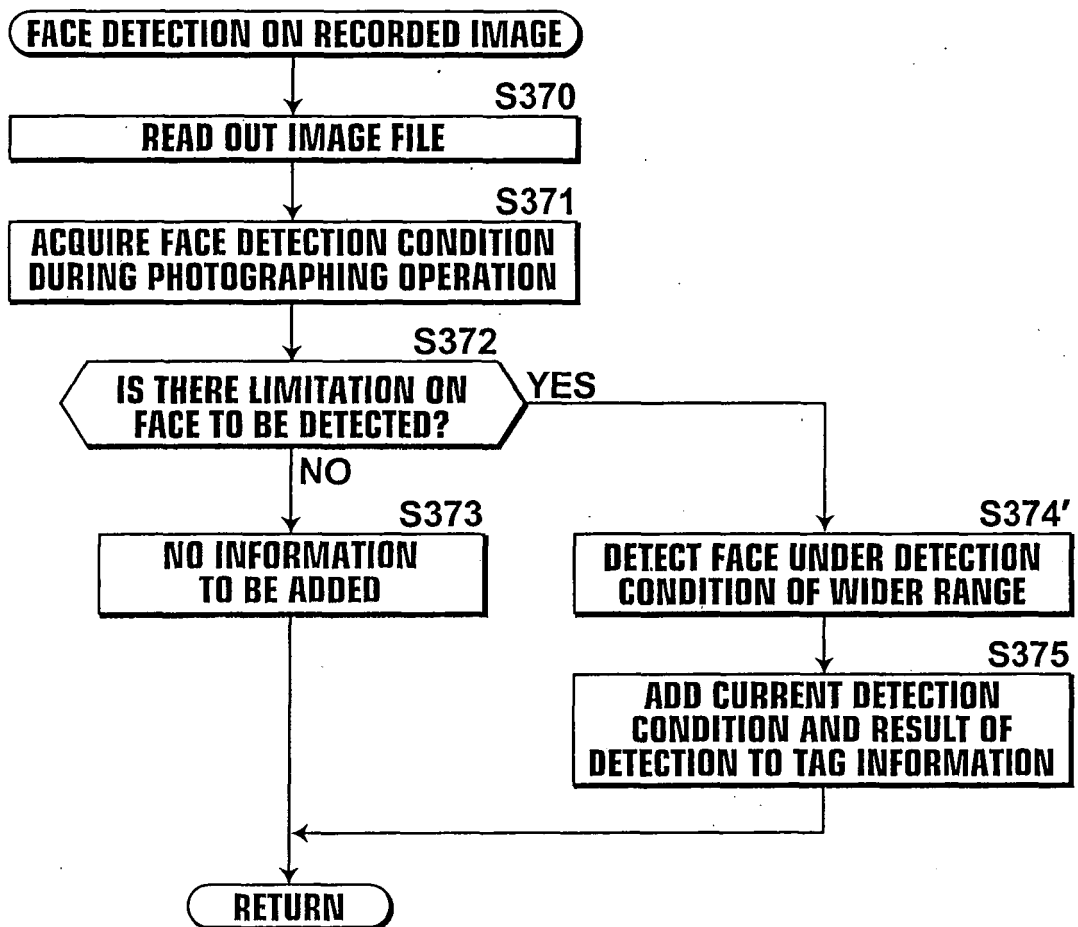 FACE DETECTION ON RECORDED IMAGE
S370
READ OUT IMAGE FILE
S371
ACQUIRE FACE DETECTION CONDITION
DURING PHOTOGRAPHING OPERATION
S372
IS THERE LIMITATION ON
FACE TO BE DETECTED?
YES
NO
S373
NO INFORMATION
TO BE ADDED
S374′
DETECT FACE UNDER DETECTION
CONDITION OF WIDER RANGE
S375
ADD CURRENT DETECTION
CONDITION AND RESULT OF
DETECTION TO TAG INFORMATION
RETURN